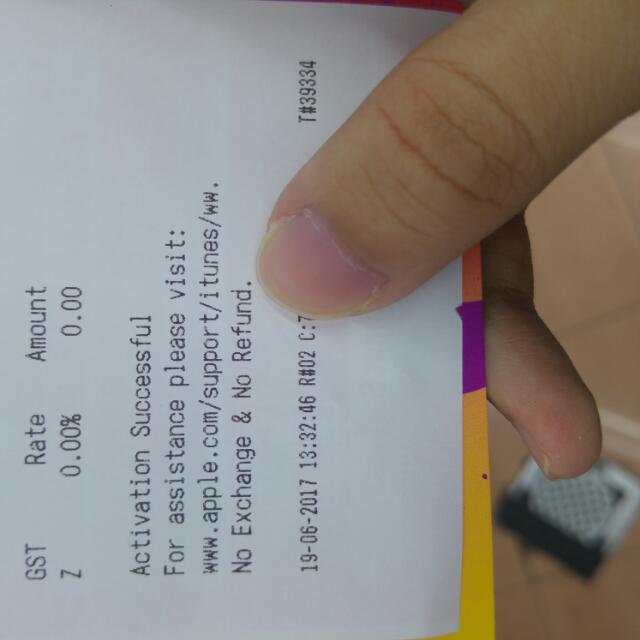 GST Rate Amount
Z 0.00% 0.00
Activation Successful
For assistance please visit:
www.apple.com/support/itunes/ww.
No Exchange & No Refund.
19-06-2017 13:32:46 R#02 T#39334